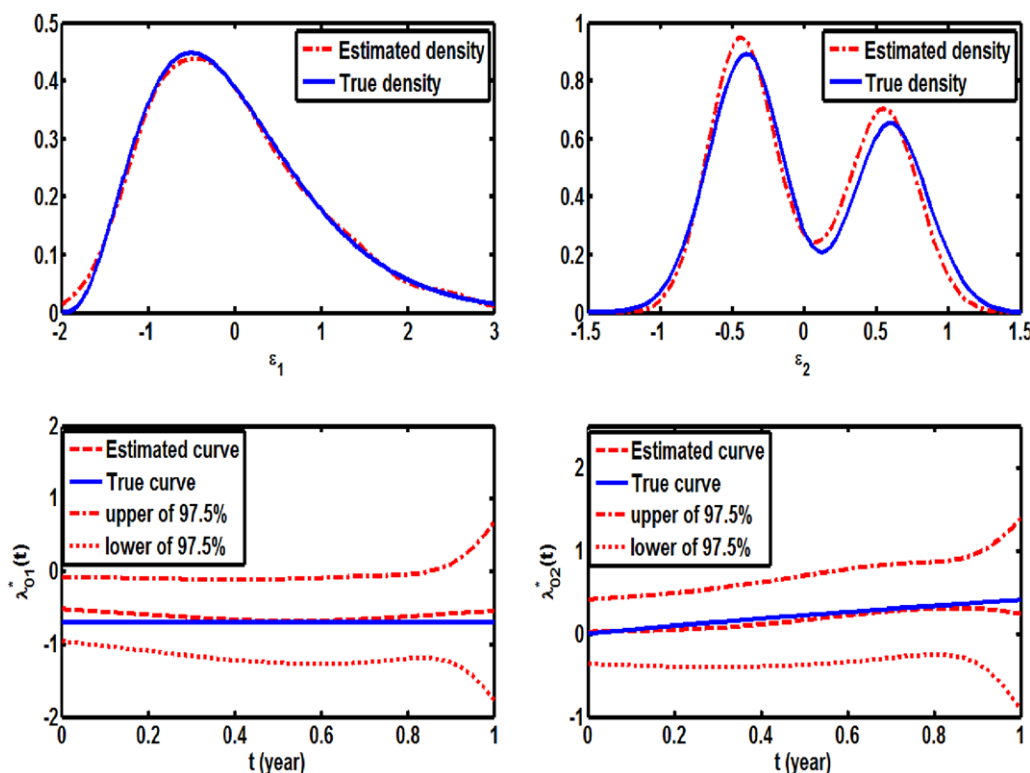 0.5
0.4
0.3
0.2
0.1
0
-2
-1
0
1
2
3
ε1
Estimated density
True density
1
0.8
0.6
0.4
0.2
0
-1.5
-1
-0.5
0
0.5
1
1.5
ε2
Estimated density
True density
2
1
0
-1
-2
λ*01(t)
0
0.2
0.4
0.6
0.8
1
t (year)
Estimated curve
True curve
upper of 97.5%
lower of 97.5%
2
1
0
-1
λ*02(t)
0
0.2
0.4
0.6
0.8
1
t (year)
Estimated curve
True curve
upper of 97.5%
lower of 97.5%